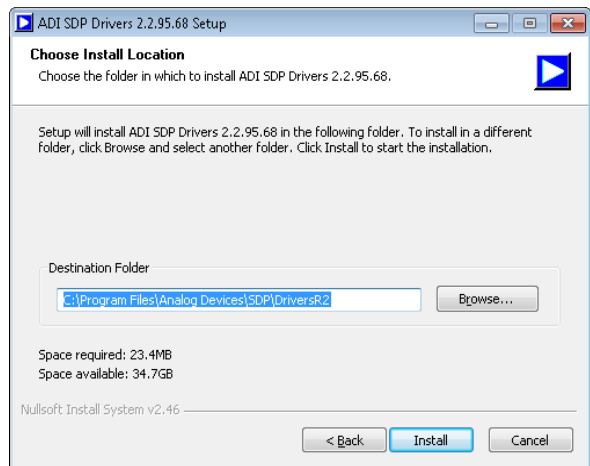 ADI SDP Drivers 2.2.95.68 Setup
Choose Install Location
Choose the folder in which to install ADI SDP Drivers 2.2.95.68.
Setup will install ADI SDP Drivers 2.2.95.68 in the following folder. To install in a different
folder, click Browse and select another folder. Click Install to start the installation.
Destination Folder
C:\Program Files\Analog Devices\SDP\DriversR2
Browse...
Space required: 23.4MB
Space available: 34.7GB
Nullsoft Install System v2.46
< Back Install Cancel